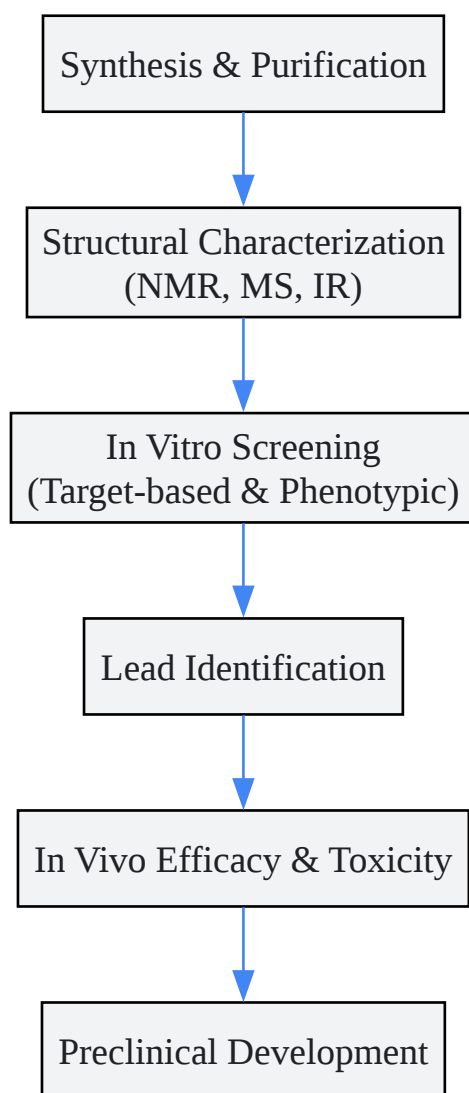 Synthesis & Purification
Structural Characterization
(NMR, MS, IR)
In Vitro Screening
(Target-based & Phenotypic)
Lead Identification
In Vivo Efficacy & Toxicity
Preclinical Development